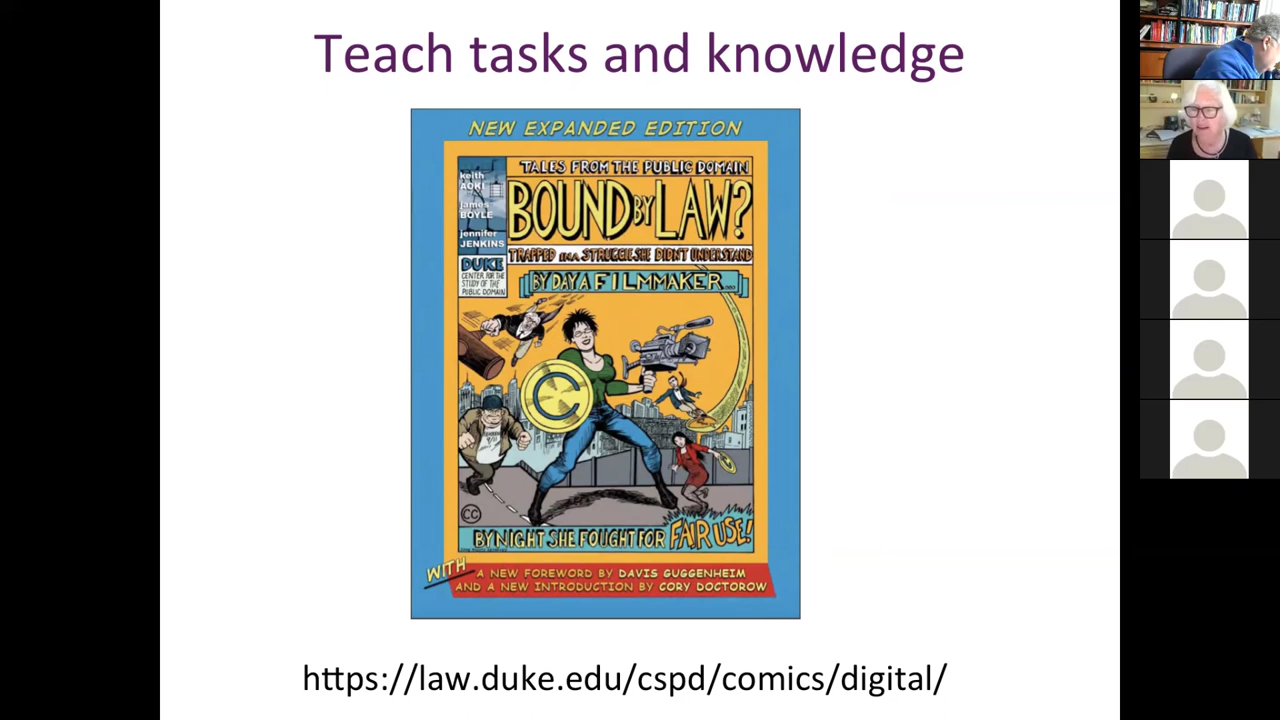 Teach tasks and knowledge
NEW EXPANDED EDITION
TALES FROM THE PUBLIC DOMAIN
keith
AOKI
james
BOYLE
jennifer
JENKINS
BOUND BY LAW?
TRAPPED IN A STRUGGLE SHE DIDN'T UNDERSTAND
DUKE
CENTER FOR THE
STUDY OF THE
PUBLIC DOMAIN
BY DAY A FILMMAKER...
C
CC
BY NIGHT SHE FOUGHT FOR FAIR USE!
WITH
A NEW FOREWORD BY DAVIS GUGGENHEIM
AND A NEW INTRODUCTION BY CORY DOCTOROW
https://law.duke.edu/cspd/comics/digital/